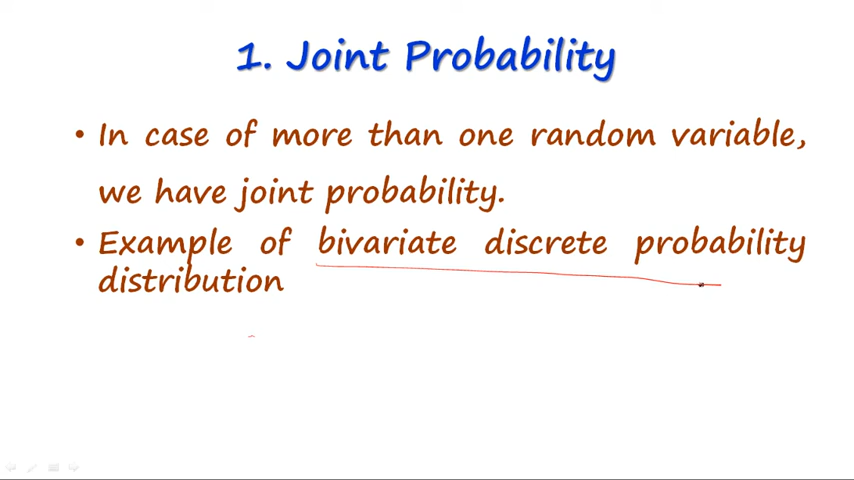 1. Joint Probability
• In case of more than one random variable,
we have joint probability.
• Example of bivariate discrete probability
distribution